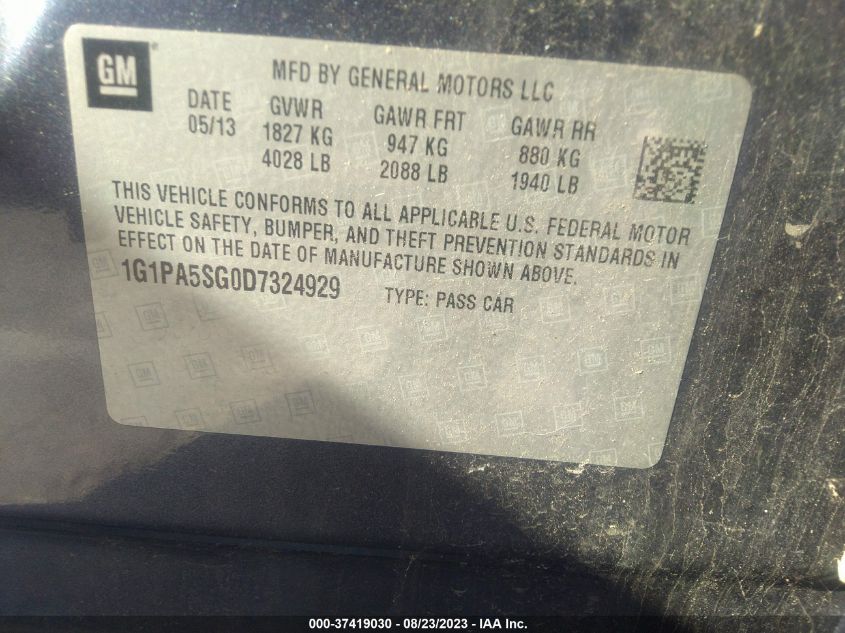 GM
MFD BY GENERAL MOTORS LLC
DATE GVWR GAWR FRT GAWR RR
05/13 1827 KG 947 KG 880 KG
4028 LB 2088 LB 1940 LB
THIS VEHICLE CONFORMS TO ALL APPLICABLE U.S. FEDERAL MOTOR
VEHICLE SAFETY, BUMPER, AND THEFT PREVENTION STANDARDS IN
EFFECT ON THE DATE OF MANUFACTURE SHOWN ABOVE.
1G1PA5SG0D7324929 TYPE: PASS CAR
000-37419030 - 08/23/2023 - IAA Inc.